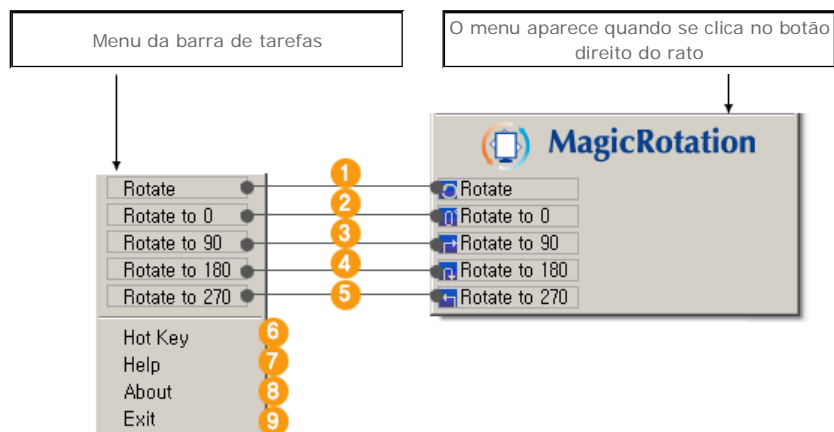 Menu da barra de tarefas
O menu aparece quando se clica no botão
direito do rato
MagicRotation
Rotate
1
Rotate
Rotate to 0
2
Rotate to 0
Rotate to 90
3
Rotate to 90
Rotate to 180
4
Rotate to 180
Rotate to 270
5
Rotate to 270
Hot Key
6
Help
7
About
8
Exit
9